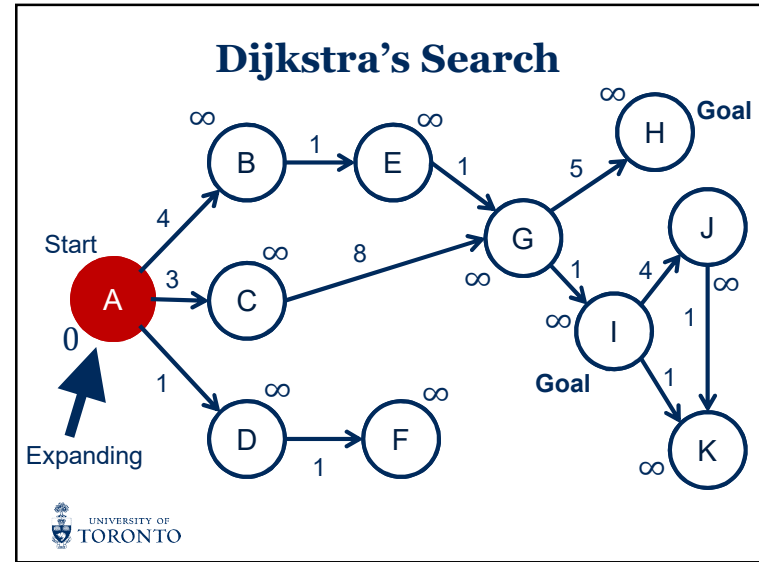 Dijkstra's Search
∞
∞
∞
Goal
B
1
E
H
1
5
4
G
J
Start
∞
8
A
3
C
∞
1
4
∞
0
∞
I
1
Goal
1
1
∞
∞
D
F
K
Expanding
1
∞
UNIVERSITY OF
TORONTO